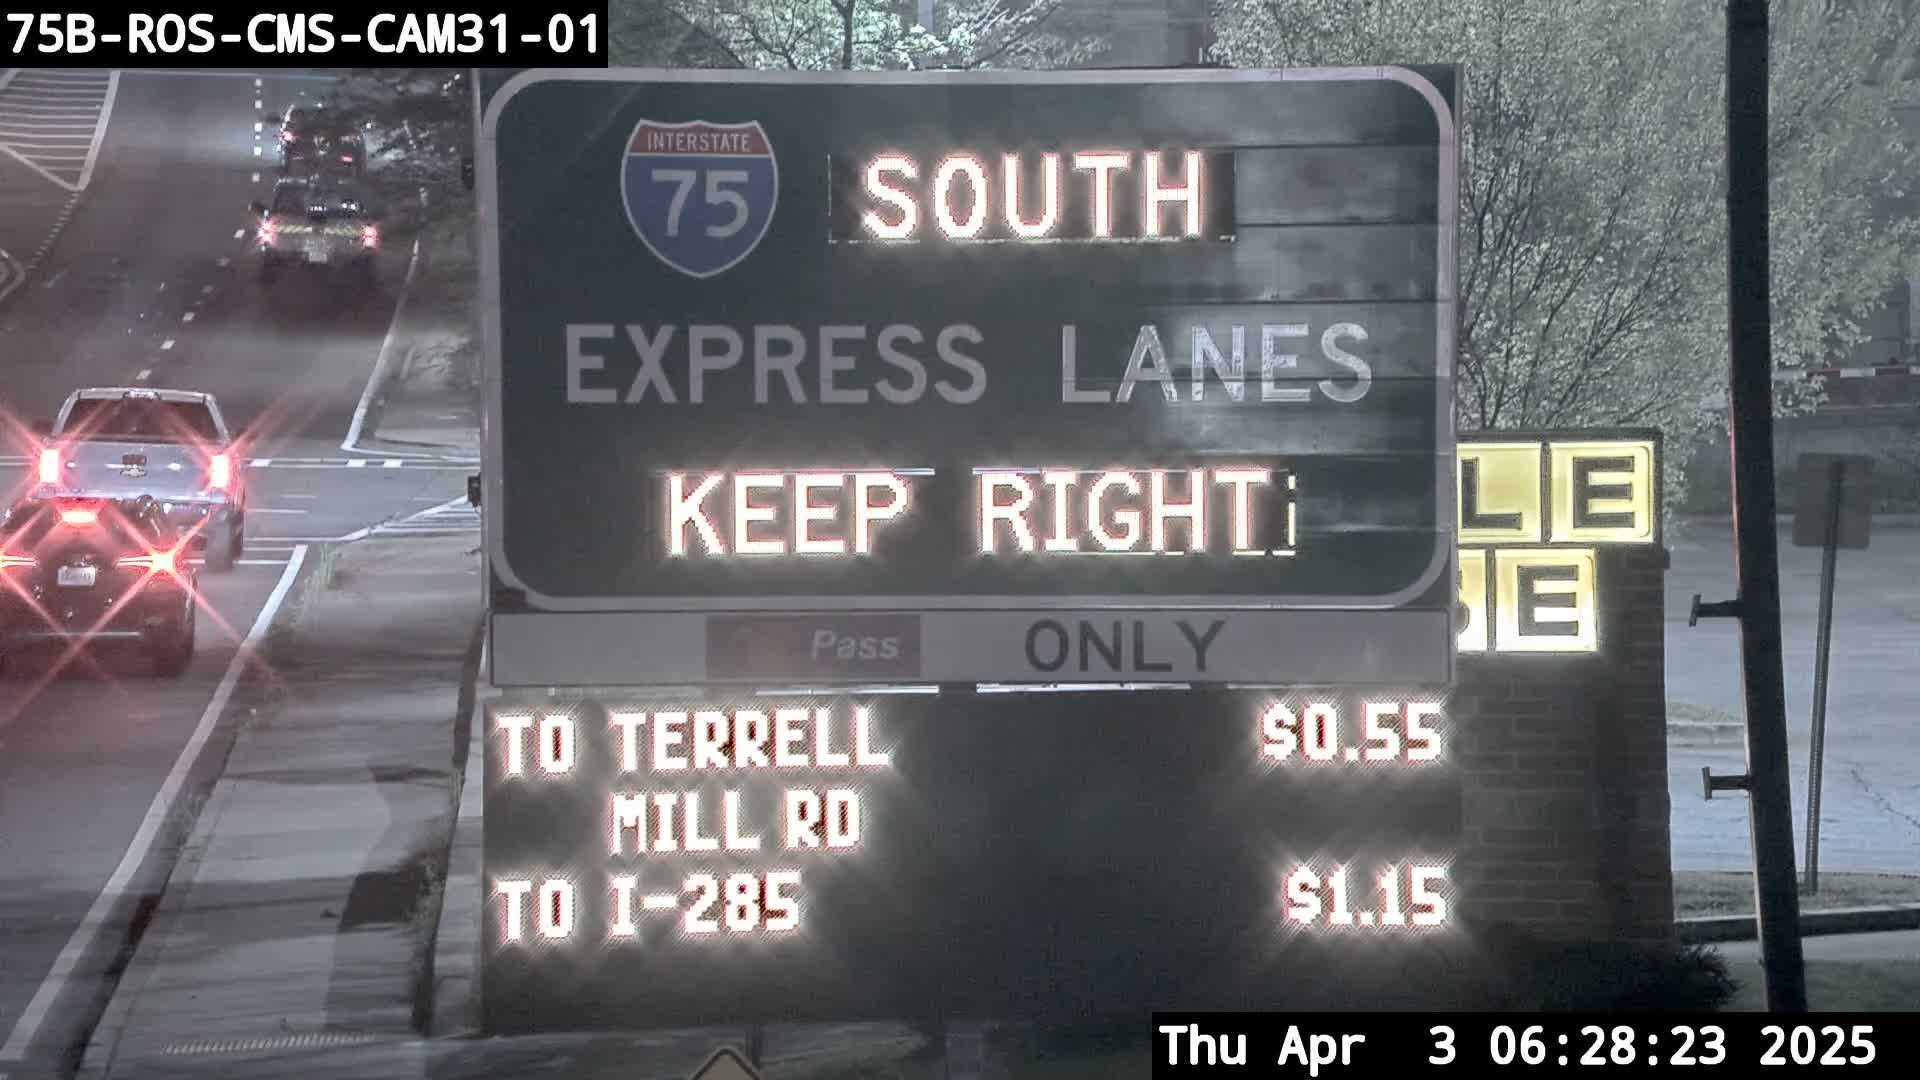 75B-ROS-CMS-CAM31-01
INTERSTATE
75
SOUTH
EXPRESS LANES
KEEP RIGHT
Pass ONLY
TO TERRELL $0.55
MILL RD
TO I-285 $1.15
LE
E
Thu Apr 3 06:28:23 2025